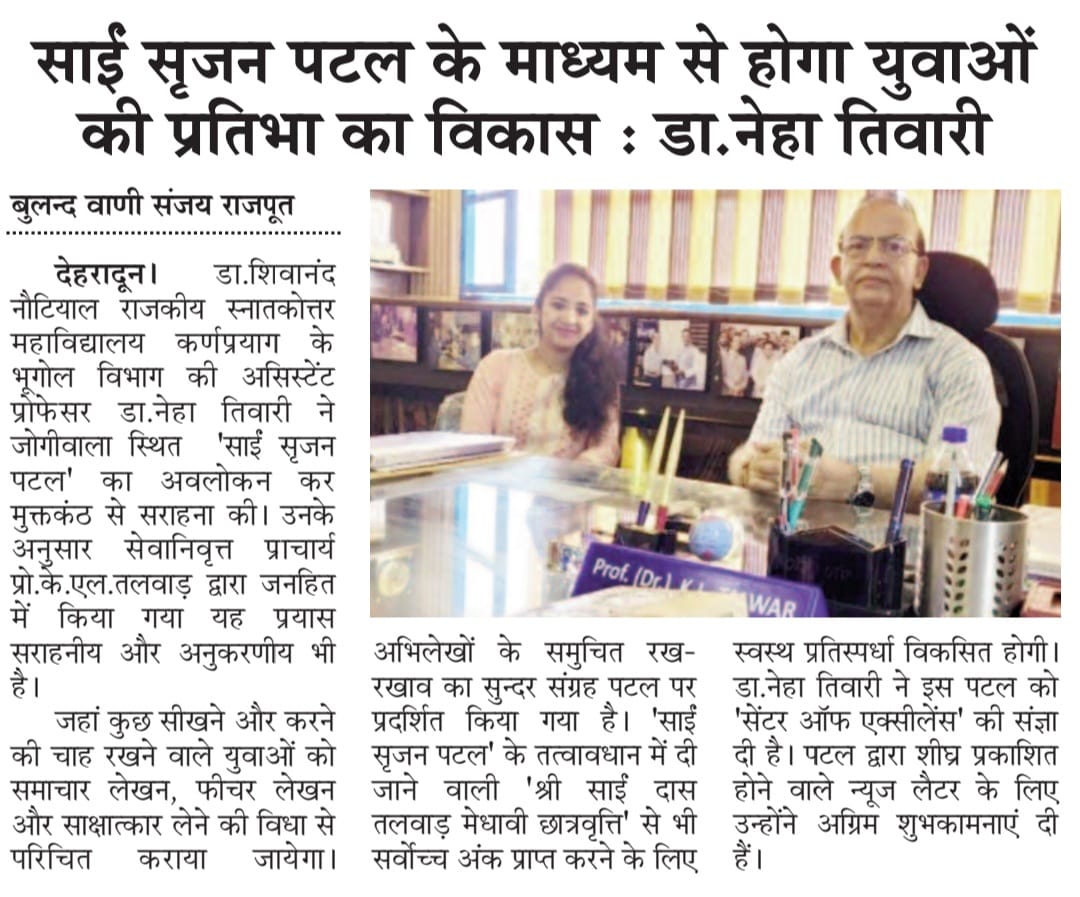 साईं सृजन पटल के माध्यम से होगा युवाओं
की प्रतिभा का विकास : डा.नेहा तिवारी
बुलन्द वाणी संजय राजपूत
देहरादून। डा.शिवानंद
नौटियाल राजकीय स्नातकोत्तर
महाविद्यालय कर्णप्रयाग के
भूगोल विभाग की असिस्टेंट
प्रोफेसर डा.नेहा तिवारी ने
जोगीवाला स्थित 'साईं सृजन
पटल' का अवलोकन कर
मुक्तकंठ से सराहना की। उनके
अनुसार सेवानिवृत्त प्राचार्य
प्रो.के.एल.तलवाड़ द्वारा जनहित
में किया गया यह प्रयास
सराहनीय और अनुकरणीय भी
है।
जहां कुछ सीखने और करने
की चाह रखने वाले युवाओं को
समाचार लेखन, फीचर लेखन
और साक्षात्कार लेने की विधा से
परिचित कराया जायेगा।
Prof. (Dr.) K.L. WAR
अभिलेखों के समुचित रख-
रखाव का सुन्दर संग्रह पटल पर
प्रदर्शित किया गया है। 'साईं
सृजन पटल' के तत्वावधान में दी
जाने वाली 'श्री साईं दास
तलवाड़ मेधावी छात्रवृत्ति' से भी
सर्वोच्च अंक प्राप्त करने के लिए
स्वस्थ प्रतिस्पर्धा विकसित होगी।
डा.नेहा तिवारी ने इस पटल को
'सेंटर ऑफ एक्सीलेंस' की संज्ञा
दी है। पटल द्वारा शीघ्र प्रकाशित
होने वाले न्यूज लैटर के लिए
उन्होंने अग्रिम शुभकामनाएं दी
हैं।